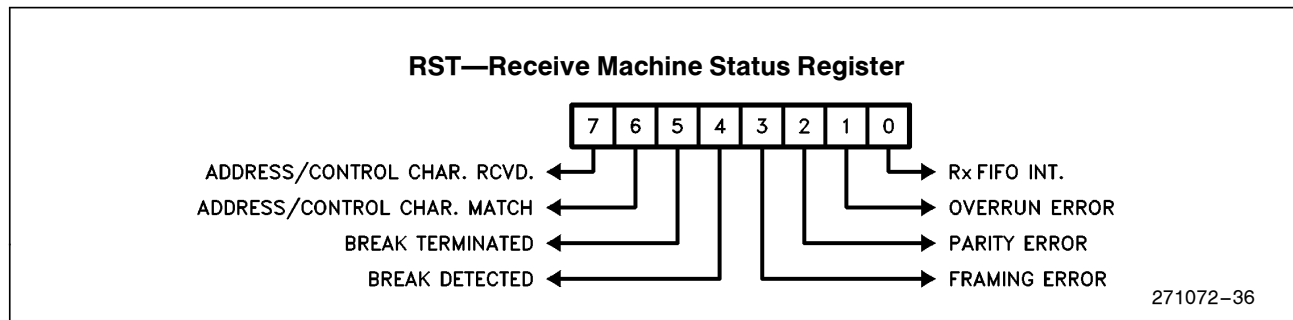 RST—Receive Machine Status Register
7 6 5 4 3 2 1 0
ADDRESS/CONTROL CHAR. RCVD.
Rx FIFO INT.
ADDRESS/CONTROL CHAR. MATCH
OVERRUN ERROR
BREAK TERMINATED
PARITY ERROR
BREAK DETECTED
FRAMING ERROR
271072–36